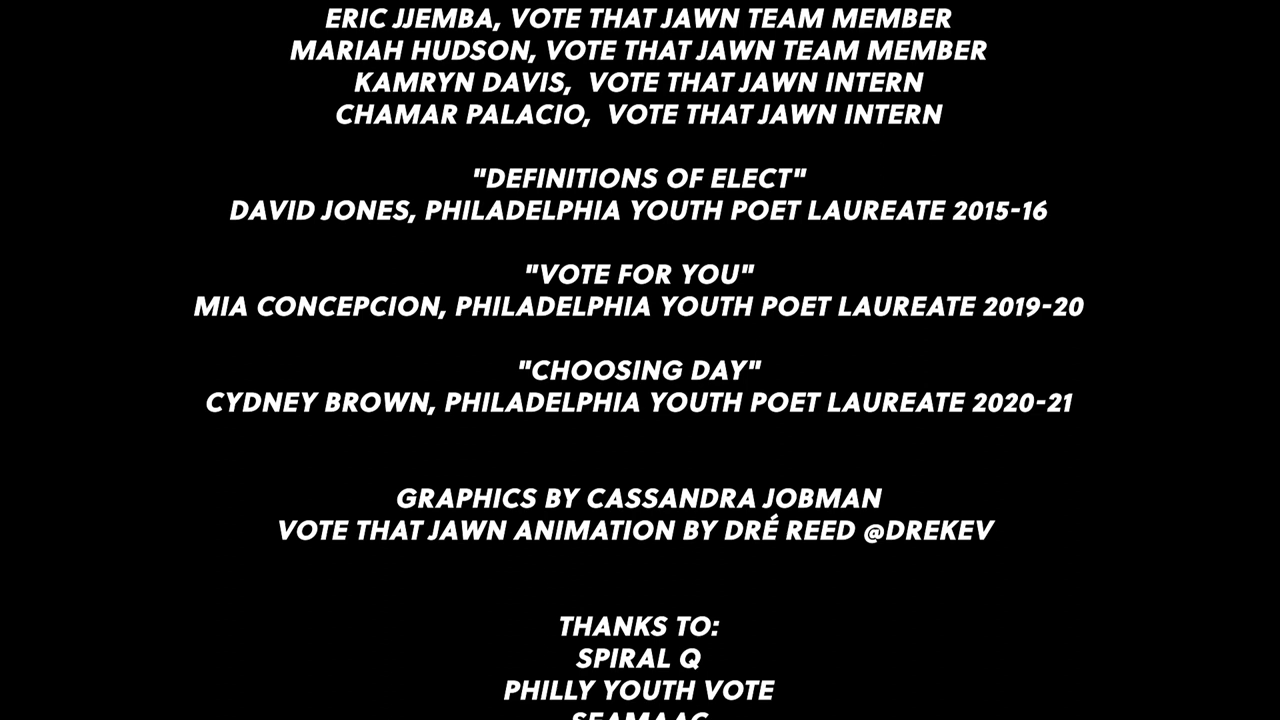 ERIC JJEMBA, VOTE THAT JAWN TEAM MEMBER
MARIAH HUDSON, VOTE THAT JAWN TEAM MEMBER
KAMRYN DAVIS,  VOTE THAT JAWN INTERN
CHAMAR PALACIO,  VOTE THAT JAWN INTERN
"DEFINITIONS OF ELECT"
DAVID JONES, PHILADELPHIA YOUTH POET LAUREATE 2015-16
"VOTE FOR YOU"
MIA CONCEPCION, PHILADELPHIA YOUTH POET LAUREATE 2019-20
"CHOOSING DAY"
CYDNEY BROWN, PHILADELPHIA YOUTH POET LAUREATE 2020-21
GRAPHICS BY CASSANDRA JOBMAN
VOTE THAT JAWN ANIMATION BY DRÉ REED @DREKEV
THANKS TO:
SPIRAL Q
PHILLY YOUTH VOTE
SEAMAAC